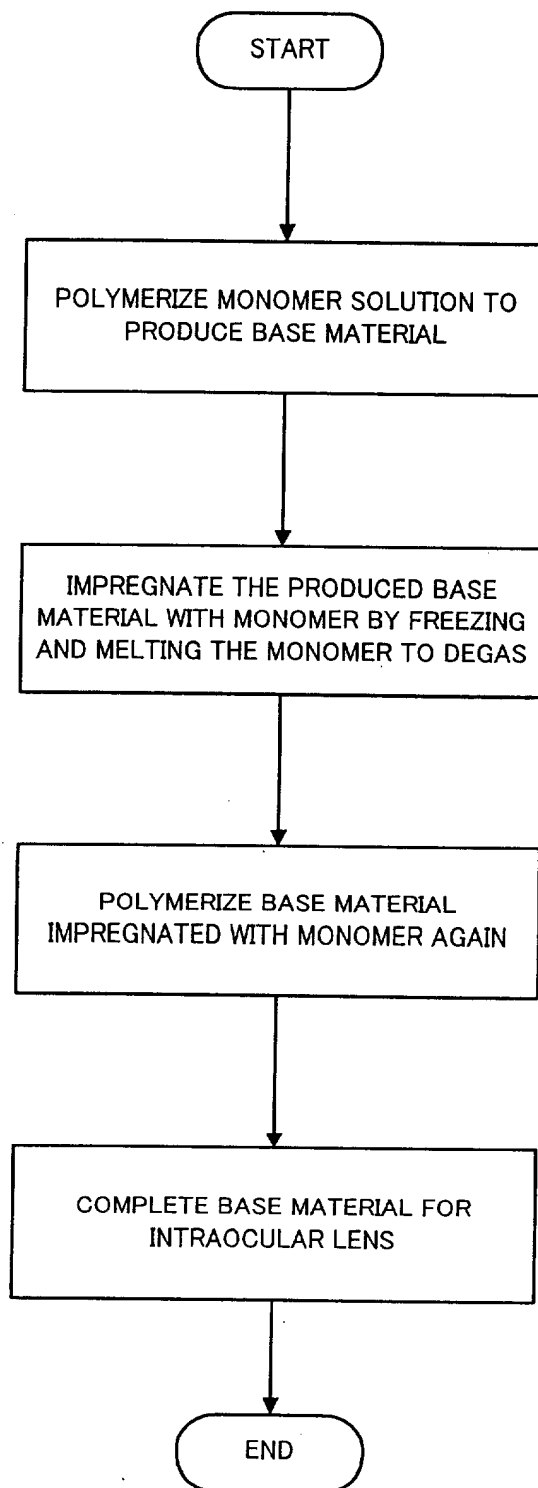 START
POLYMERIZE MONOMER SOLUTION TO
PRODUCE BASE MATERIAL
IMPREGNATE THE PRODUCED BASE
MATERIAL WITH MONOMER BY FREEZING
AND MELTING THE MONOMER TO DEGAS
POLYMERIZE BASE MATERIAL
IMPREGNATED WITH MONOMER AGAIN
COMPLETE BASE MATERIAL FOR
INTRAOCULAR LENS
END